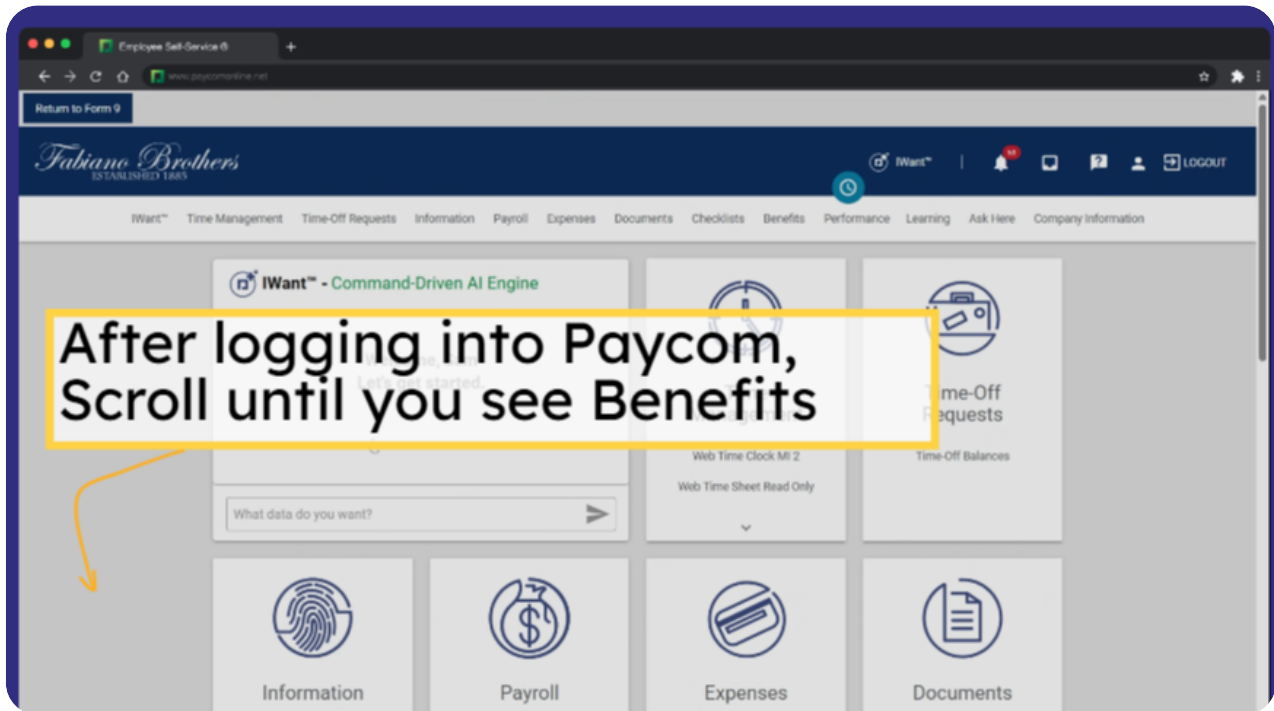 Employee Self-Service ®
www.paycomonline.net
Return to Form 9
Fabiano Brothers
ESTABLISHED 1885
IWant™
LOGOUT
IWant™ Time Management Time-Off Requests Information Payroll Expenses Documents Checklists Benefits Performance Learning Ask Here Company Information
IWant™ - Command-Driven AI Engine
After logging into Paycom,
Scroll until you see Benefits
Let's get started.
Time-Off
Requests
Web Time Clock MI 2
Time-Off Balances
Web Time Sheet Read Only
What data do you want?
Information
Payroll
Expenses
Documents